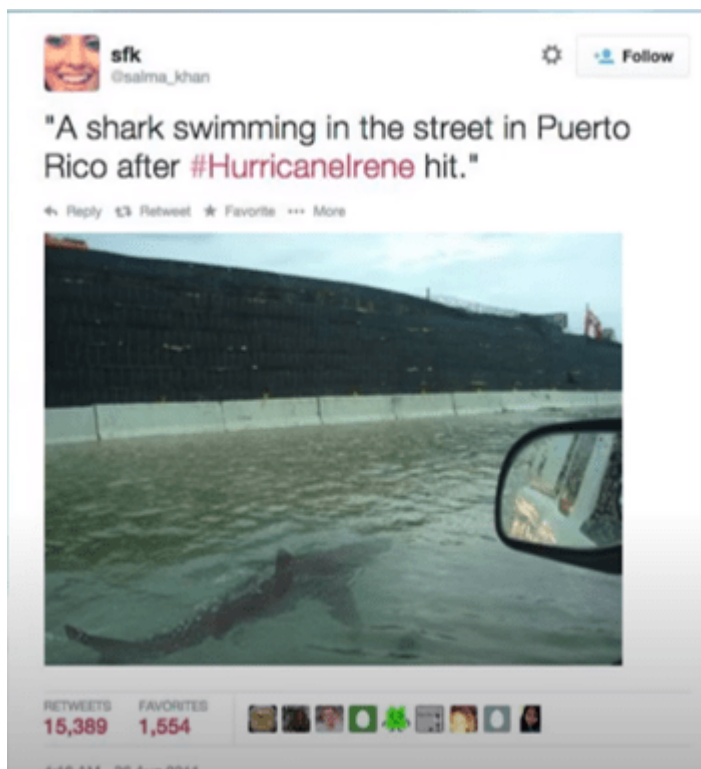 sfk
@salma_khan
Follow
"A shark swimming in the street in Puerto
Rico after #HurricaneIrene hit."
Reply Retweet Favorite ••• More
RETWEETS FAVORITES
15,389 1,554